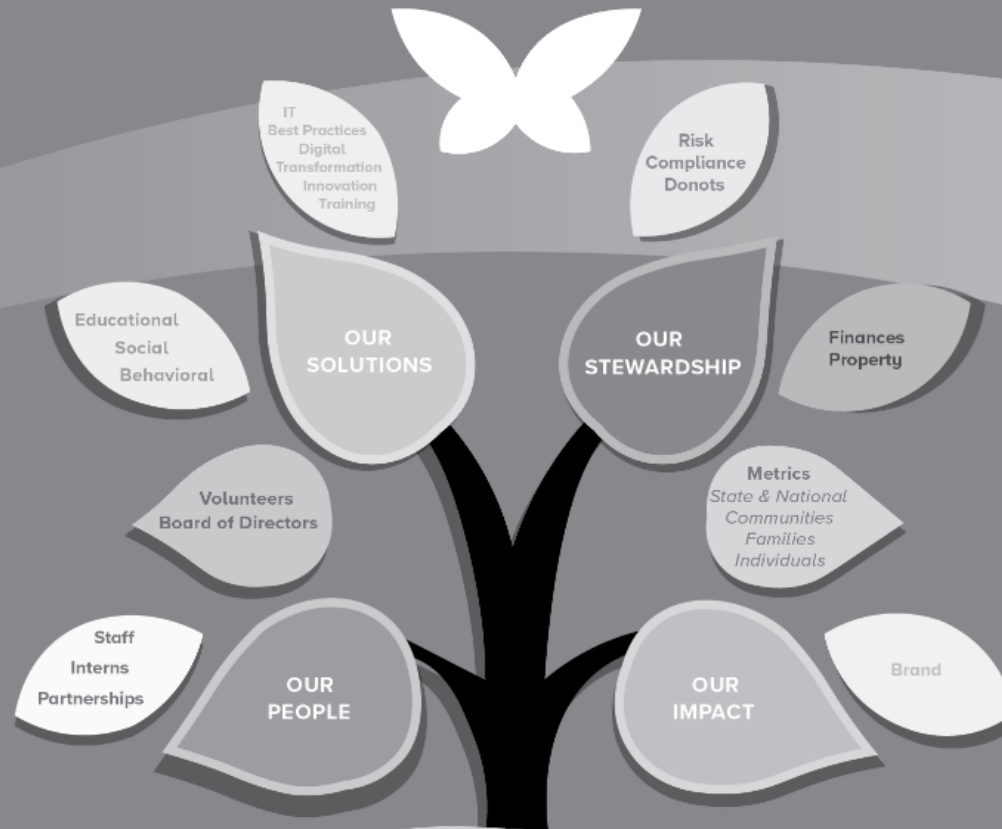 IT
Best Practices
Digital
Transformation
Innovation
Training
Risk
Compliance
Donots
Educational
Social
Behavioral
OUR
SOLUTIONS
OUR
STEWARDSHIP
Finances
Property
Volunteers
Board of Directors
Metrics
State & National
Communities
Families
Individuals
Staff
Interns
Partnerships
OUR
PEOPLE
OUR
IMPACT
Brand